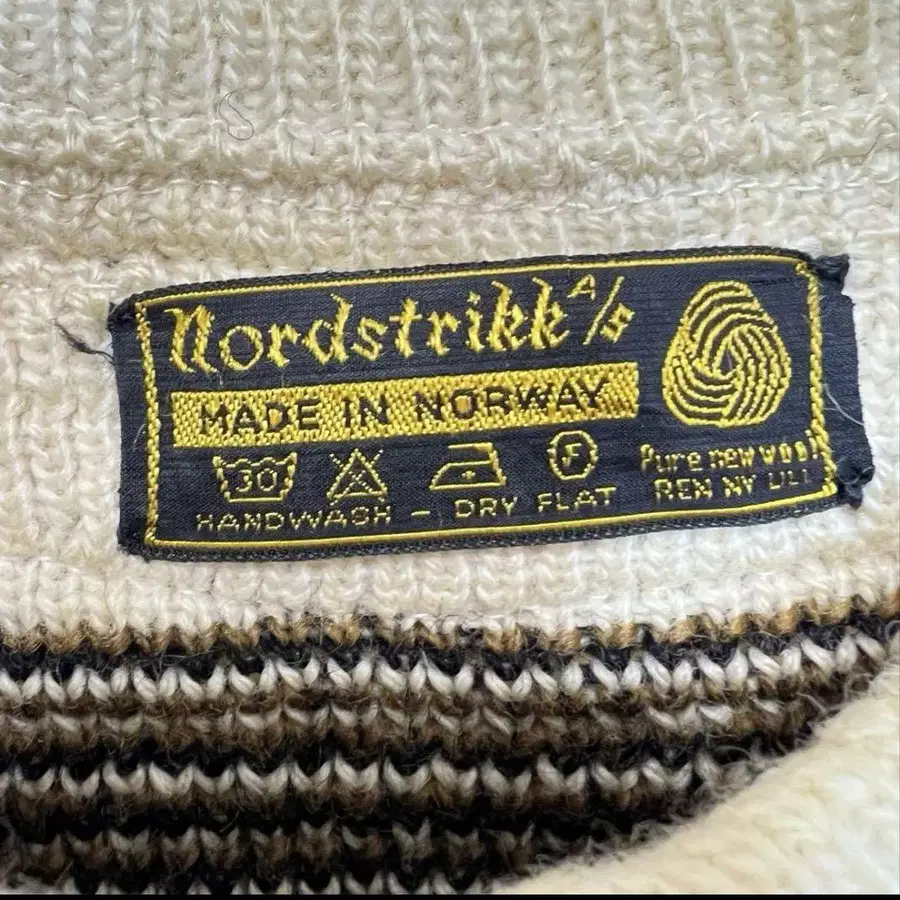 Nordstrikk A/s
MADE IN NORWAY
30
F
HANDWASH - DRY FLAT
Pure new wool
REN NY ULL